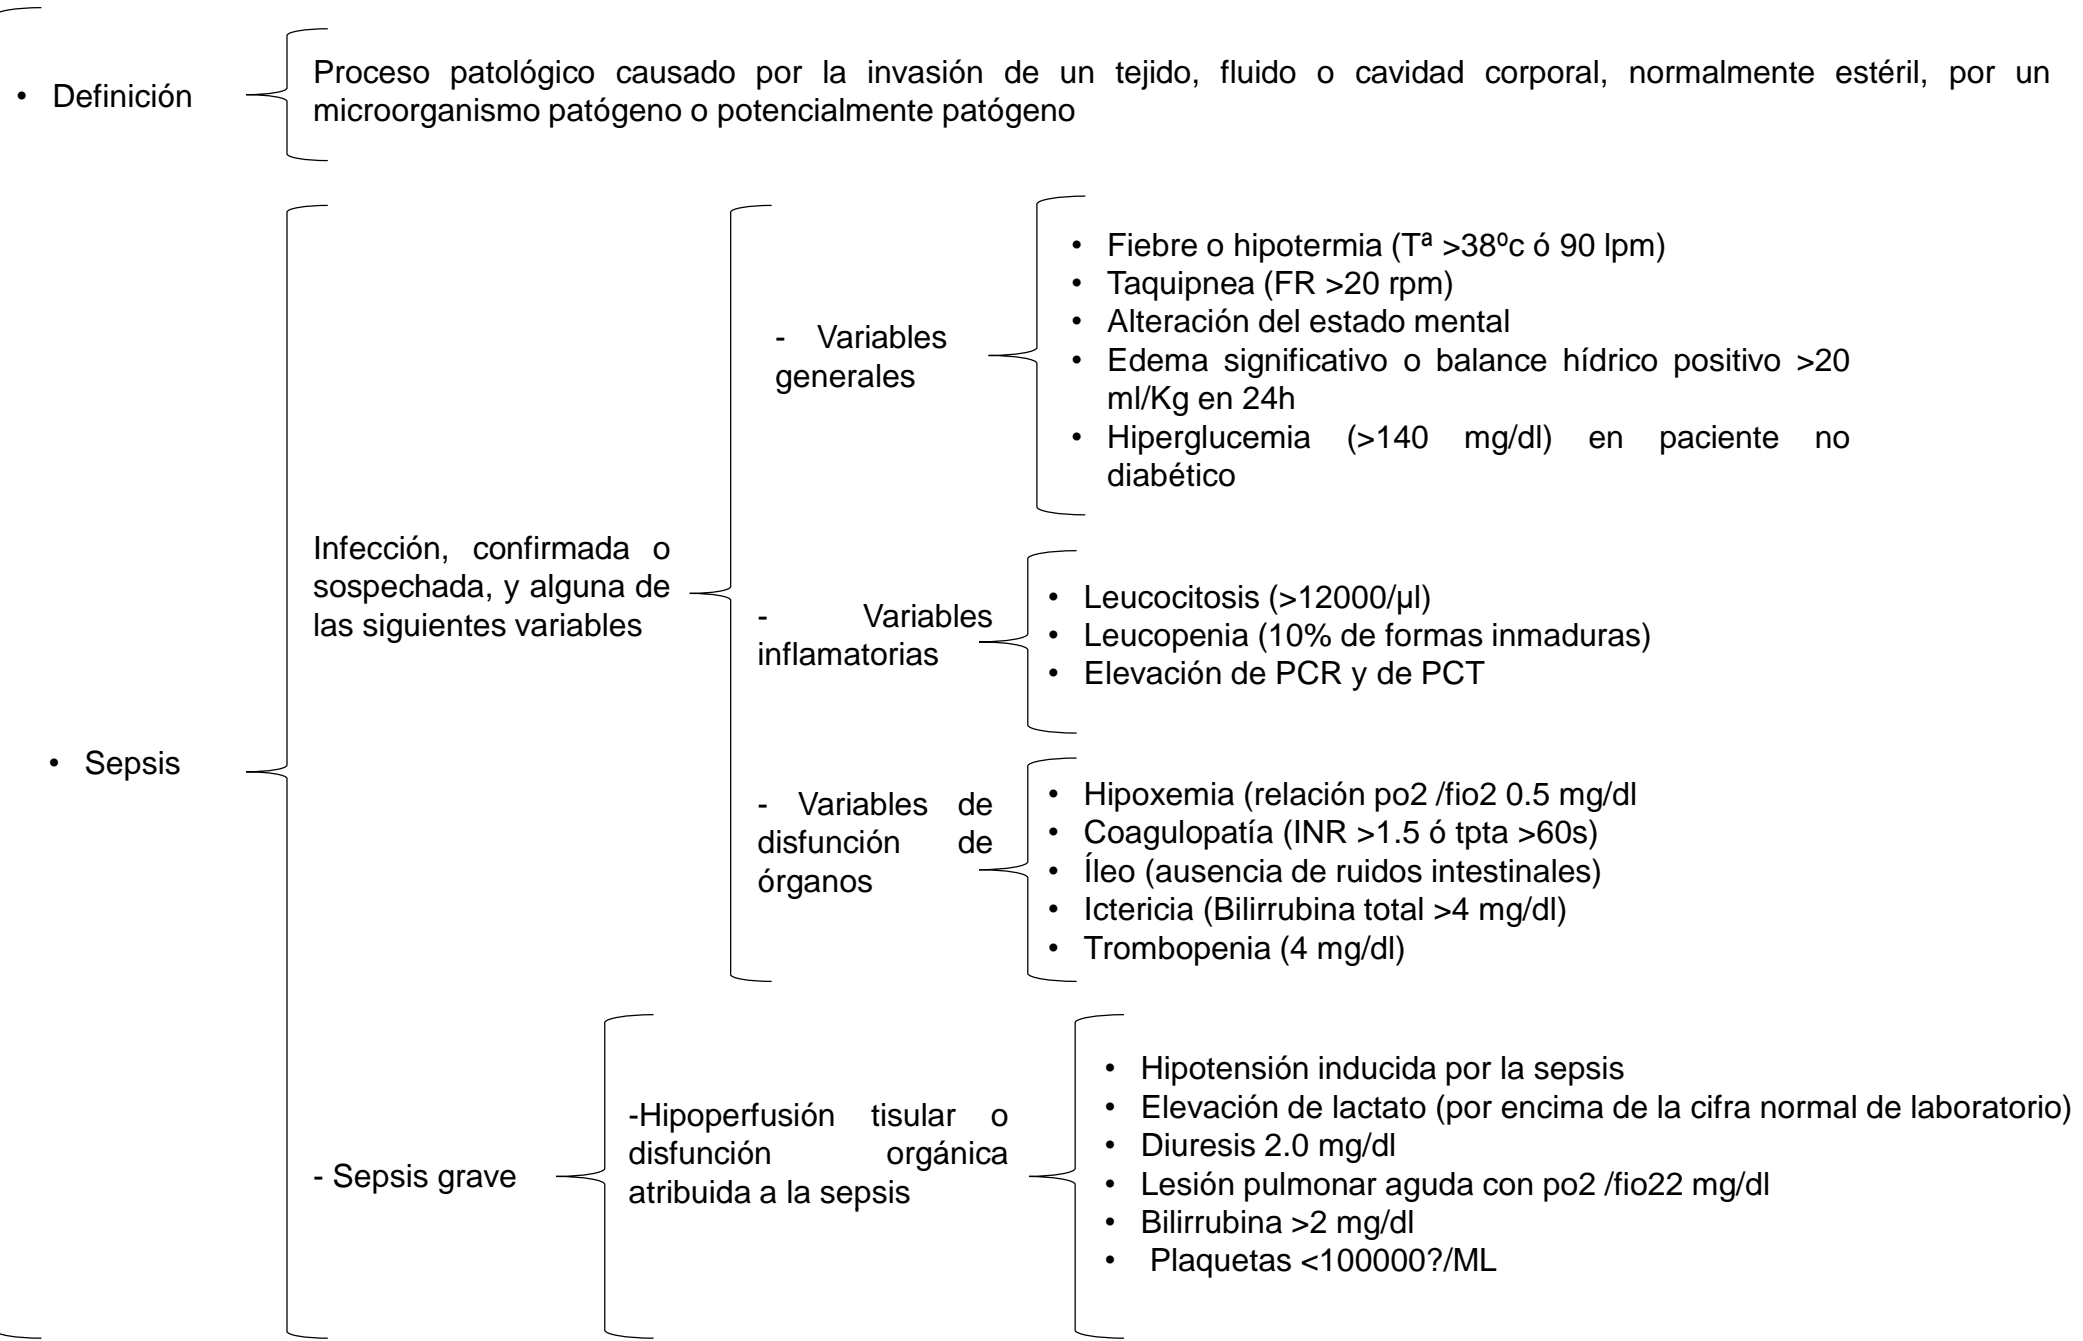 • Definición
Proceso patológico causado por la invasión de un tejido, fluido o cavidad corporal, normalmente estéril, por un
microorganismo patógeno o potencialmente patógeno
• Sepsis
Infección, confirmada o
sospechada, y alguna de
las siguientes variables
- Variables
generales
• Fiebre o hipotermia (Tª >38ºc ó 90 lpm)
• Taquipnea (FR >20 rpm)
• Alteración del estado mental
• Edema significativo o balance hídrico positivo >20
ml/Kg en 24h
• Hiperglucemia (>140 mg/dl) en paciente no
diabético
- Variables
inflamatorias
• Leucocitosis (>12000/µl)
• Leucopenia (10% de formas inmaduras)
• Elevación de PCR y de PCT
- Variables de
disfunción de
órganos
• Hipoxemia (relación po2 /fio2 0.5 mg/dl
• Coagulopatía (INR >1.5 ó tpta >60s)
• Íleo (ausencia de ruidos intestinales)
• Ictericia (Bilirrubina total >4 mg/dl)
• Trombopenia (4 mg/dl)
- Sepsis grave
-Hipoperfusión tisular o
disfunción orgánica
atribuida a la sepsis
• Hipotensión inducida por la sepsis
• Elevación de lactato (por encima de la cifra normal de laboratorio)
• Diuresis 2.0 mg/dl
• Lesión pulmonar aguda con po2 /fio22 mg/dl
• Bilirrubina >2 mg/dl
• Plaquetas <100000?/ML